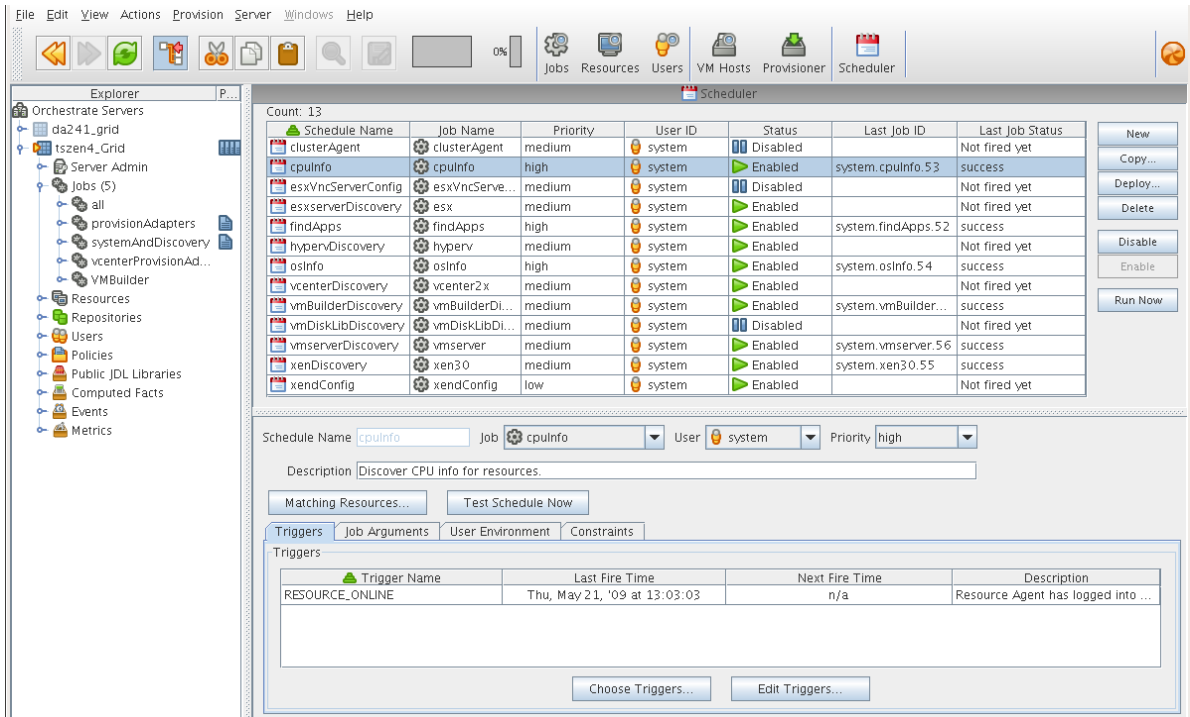 File Edit View Actions Provision Server Windows Help
0%
Jobs Resources Users VM Hosts Provisioner Scheduler
Explorer P...
Orchestrate Servers
da241_grid
tszen4_Grid
Server Admin
Jobs (5)
all
provisionAdapters
systemAndDiscovery
vcenterProvisionAd...
VMBuilder
Resources
Repositories
Users
Policies
Public JDL Libraries
Computed Facts
Events
Metrics
Scheduler
Count: 13
Schedule Name Job Name Priority User ID Status Last Job ID Last Job Status
clusterAgent clusterAgent medium system Disabled Not fired yet
cpuInfo cpuInfo high system Enabled system.cpuInfo.53 success
esxVncServerConfig esxVncServe... medium system Disabled Not fired yet
esxserverDiscovery esx medium system Enabled Not fired yet
findApps findApps high system Enabled system.findApps.52 success
hypervDiscovery hyperv medium system Enabled Not fired yet
osInfo osInfo high system Enabled system.osInfo.54 success
vcenterDiscovery vcenter2x medium system Enabled Not fired yet
vmBuilderDiscovery vmBuilderDi... medium system Enabled system.vmBuilder... success
vmDiskLibDiscovery vmDiskLibDi... medium system Disabled Not fired yet
vmserverDiscovery vmserver medium system Enabled system.vmserver.56 success
xenDiscovery xen30 medium system Enabled system.xen30.55 success
xendConfig xendConfig low system Enabled Not fired yet
New
Copy...
Deploy...
Delete
Disable
Enable
Run Now
Schedule Name cpuInfo Job cpuInfo User system Priority high
Description Discover CPU info for resources.
Matching Resources... Test Schedule Now
Triggers Job Arguments User Environment Constraints
Triggers
Trigger Name Last Fire Time Next Fire Time Description
RESOURCE_ONLINE Thu, May 21, '09 at 13:03:03 n/a Resource Agent has logged into ...
Choose Triggers... Edit Triggers...